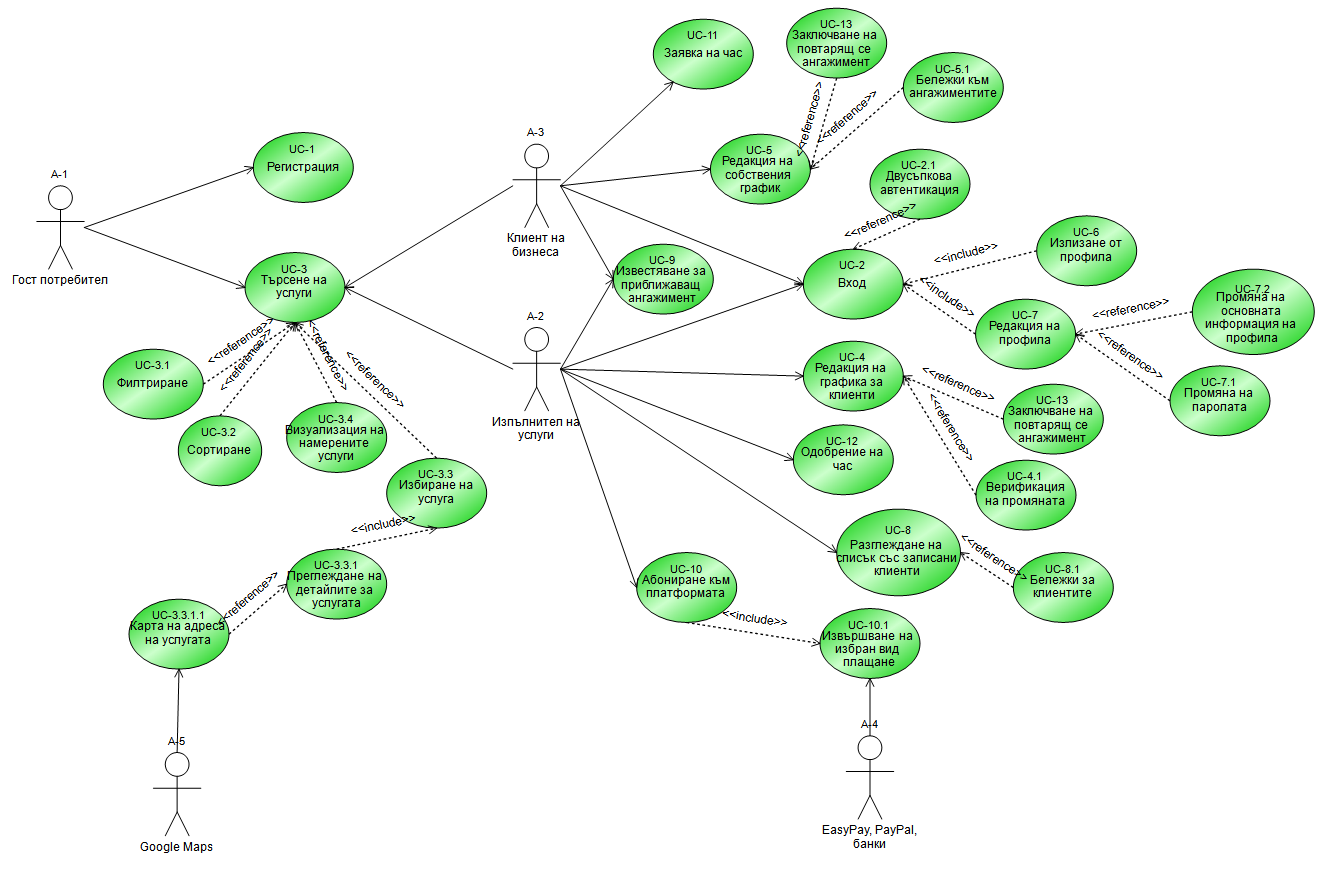 UC-13
Заключване на
повтарящ се
ангажимент
UC-11
Заявка на час
UC-5.1
Бележки към
ангажиментите
<<reference>>
<<reference>>
A-3
Клиент на
бизнеса
UC-1
Регистрация
UC-5
Редакция на
собствения
график
UC-2.1
Двусъпкова
автентикация
A-1
Гост потребител
<<reference>>
UC-6
Излизане от
профила
<<include>>
UC-3
Търсене на
услуги
UC-9
Известяване за
приближаващ
ангажимент
UC-2
Вход
<<include>>
UC-7.2
Промяна на
основната
информация на
профила
<<reference>>
UC-7
Редакция на
профила
<<reference>>
A-2
Изпълнител на
услуги
<<reference>>
<<reference>>
<<reference>>
<<reference>>
UC-3.1
Филтриране
UC-4
Редакция на
графика за
клиенти
<<reference>>
<<reference>>
UC-7.1
Промяна на
паролата
UC-13
Заключване на
повтарящ се
ангажимент
UC-3.2
Сортиране
UC-3.4
Визуализация на
намерените
услуги
UC-12
Одобрение на
час
UC-3.3
Избиране на
услуга
UC-4.1
Верификация
на промяната
<<include>>
UC-8
Разглеждане на
списък със записани
клиенти
<<reference>>
UC-8.1
Бележки за
клиентите
UC-3.3.1
Преглеждане на
детайлите за
услугата
<<reference>>
UC-10
Абониране към
платформата
<<include>>
UC-3.3.1.1
Карта на адреса
на услугата
UC-10.1
Извършване на
избран вид
плащане
A-5
Google Maps
A-4
EasyPay, PayPal,
банки